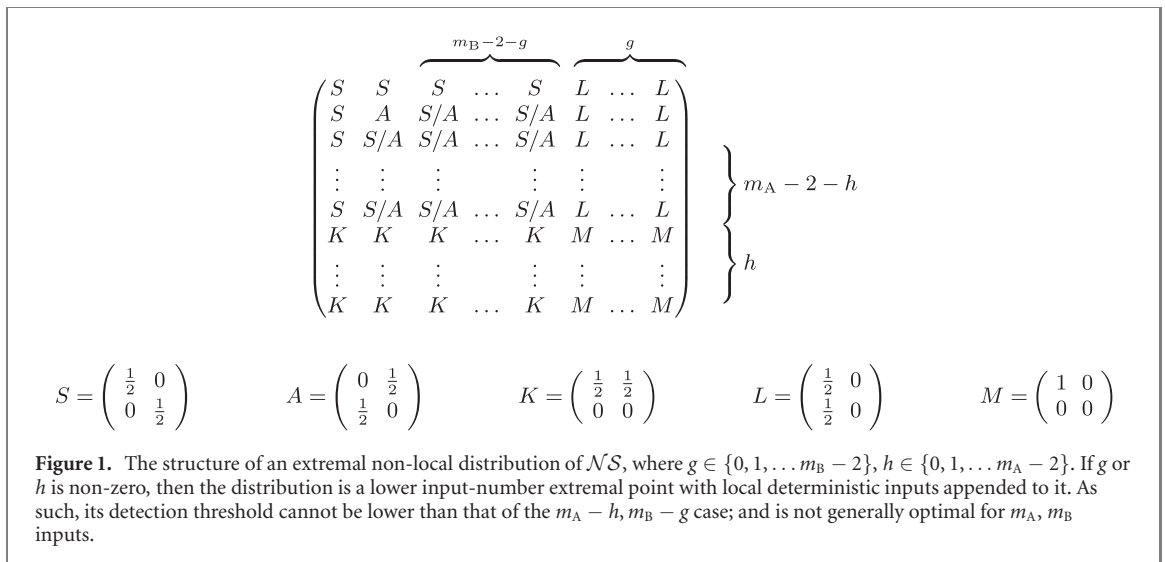 m_B−2−g g
S S S … S L … L
S A S/A … S/A L … L
S S/A S/A … S/A L … L
⋮ ⋮ ⋮ ⋮ ⋮ ⋮
S S/A S/A … S/A L … L
K K K … K M … M
⋮ ⋮ ⋮ ⋮ ⋮ ⋮
K K K … K M … M
m_A − 2 − h
h
S = ( 1/2 0 ; 0 1/2 ) A = ( 0 1/2 ; 1/2 0 ) K = ( 1/2 1/2 ; 0 0 ) L = ( 1/2 0 ; 1/2 0 ) M = ( 1 0 ; 0 0 )
Figure 1. The structure of an extremal non-local distribution of 𝒩𝒮, where g ∈ {0, 1, … m_B − 2}, h ∈ {0, 1, … m_A − 2}. If g or
h is non-zero, then the distribution is a lower input-number extremal point with local deterministic inputs appended to it. As
such, its detection threshold cannot be lower than that of the m_A − h, m_B − g case; and is not generally optimal for m_A, m_B
inputs.